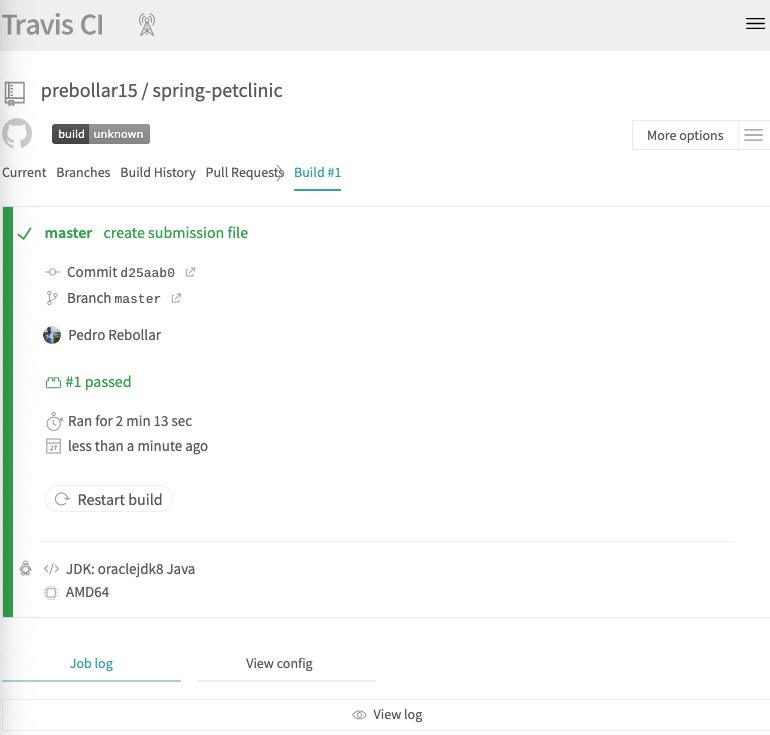 Travis CI
prebollar15 / spring-petclinic
build unknown
More options
Current Branches Build History Pull Requests Build #1
master create submission file
Commit d25aab0
Branch master
Pedro Rebollar
#1 passed
Ran for 2 min 13 sec
27
less than a minute ago
Restart build
</> JDK: oraclejdk8 Java
AMD64
Job log View config
View log